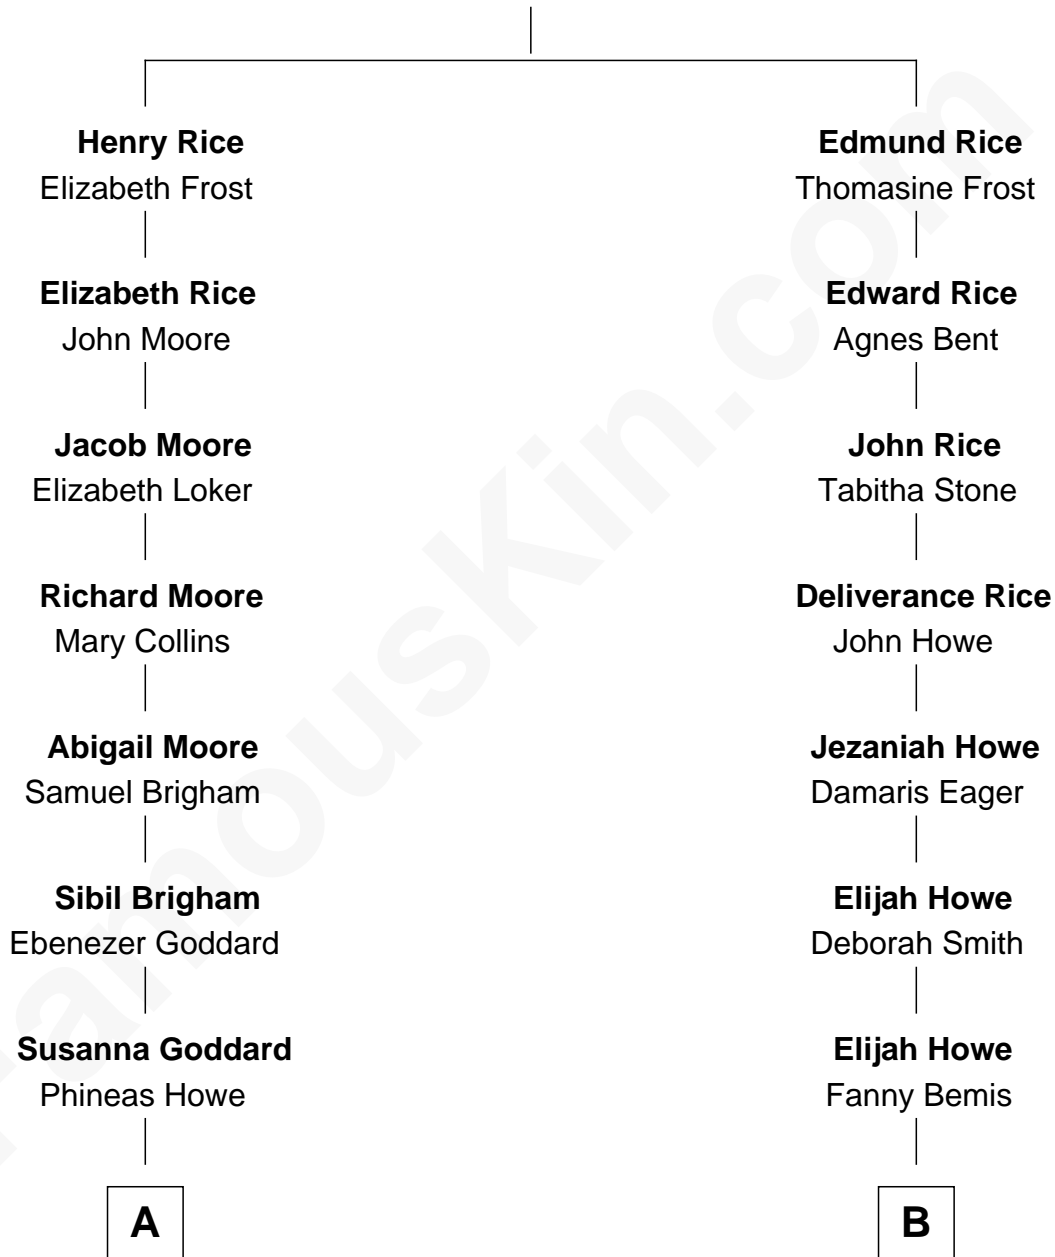 Henry Rice
Elizabeth Frost
Elizabeth Rice
John Moore
Jacob Moore
Elizabeth Loker
Richard Moore
Mary Collins
Abigail Moore
Samuel Brigham
Sibil Brigham
Ebenezer Goddard
Susanna Goddard
Phineas Howe
A
Edmund Rice
Thomasine Frost
Edward Rice
Agnes Bent
John Rice
Tabitha Stone
Deliverance Rice
John Howe
Jezaniah Howe
Damaris Eager
Elijah Howe
Deborah Smith
Elijah Howe
Fanny Bemis
B
FamousKin.com